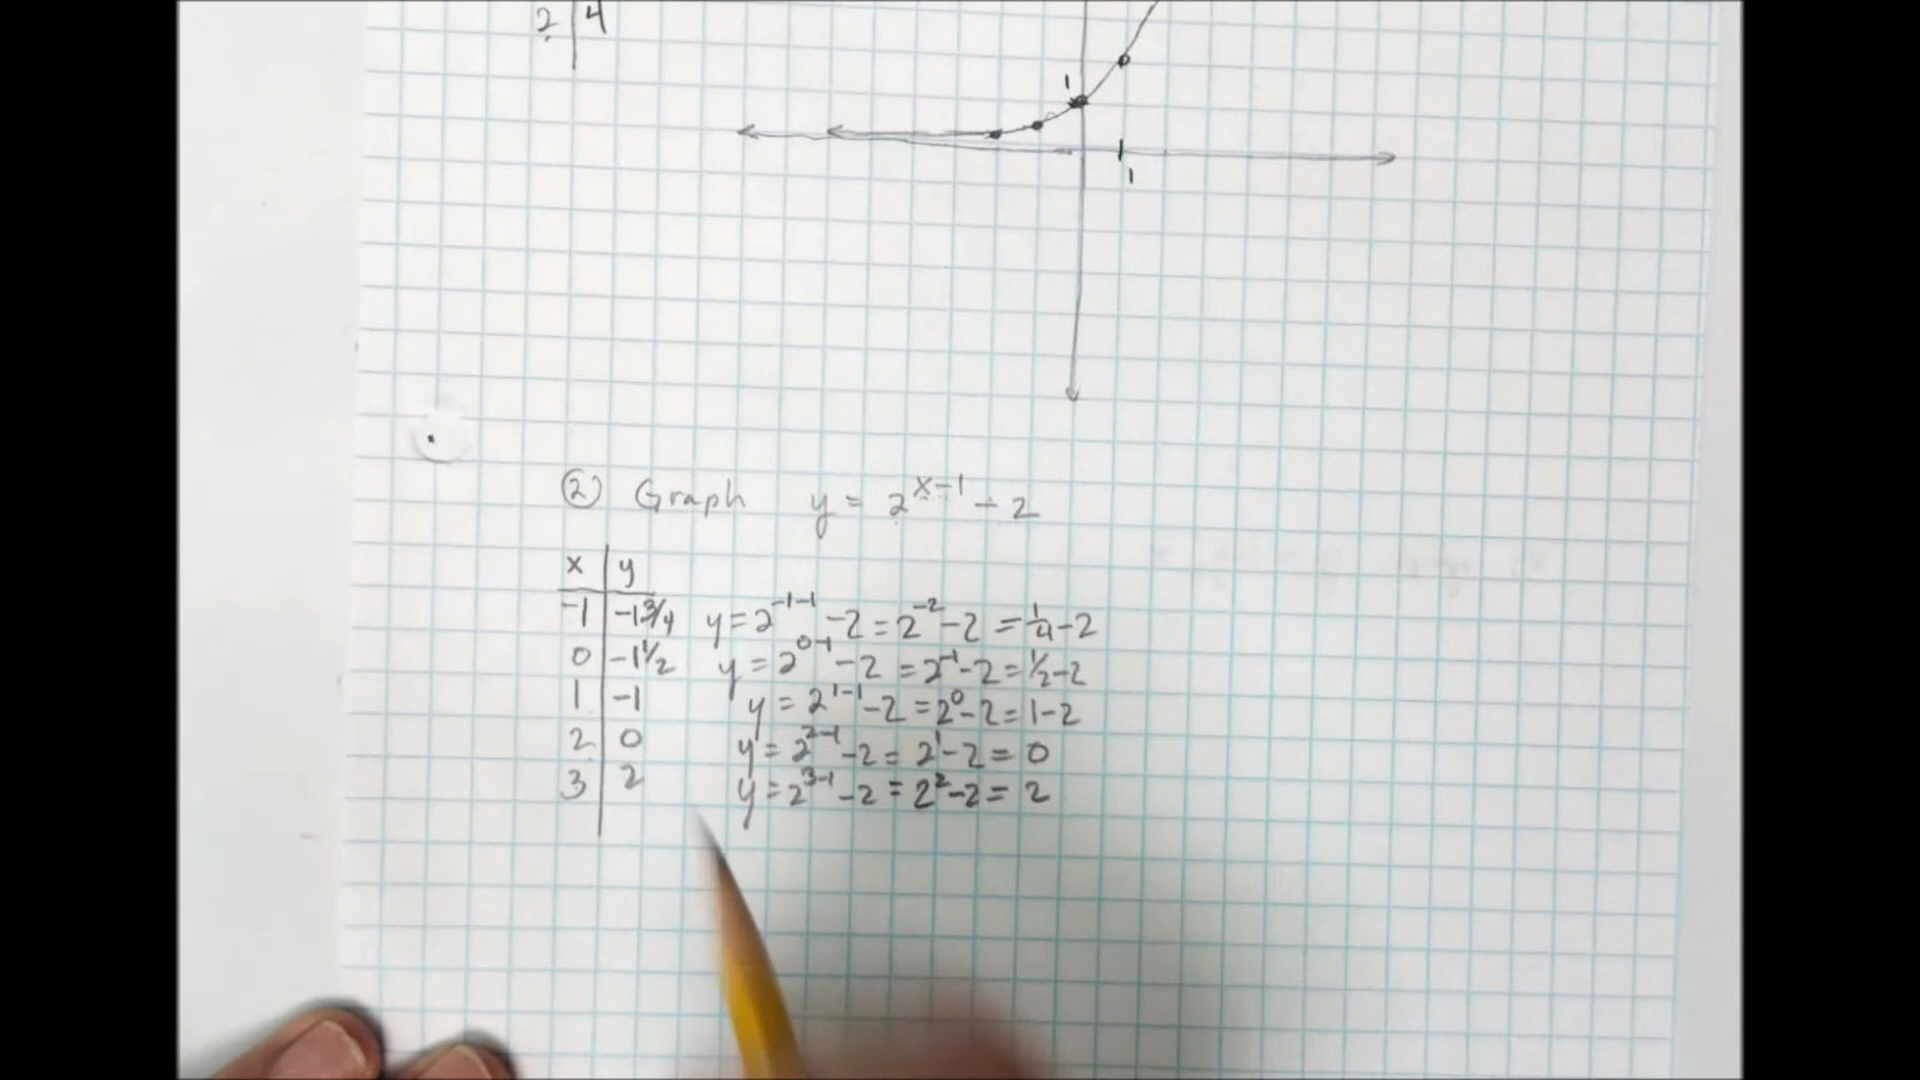 2 4
1
1
② Graph y = 2^(x-1) - 2
x y
-1 -1 3/4 y = 2^(-1-1) - 2 = 2^(-2) - 2 = 1/4 - 2
0 -1 1/2 y = 2^(0-1) - 2 = 2^(-1) - 2 = 1/2 - 2
1 -1 y = 2^(1-1) - 2 = 2^0 - 2 = 1 - 2
2 0 y = 2^(2-1) - 2 = 2^1 - 2 = 0
3 2 y = 2^(3-1) - 2 = 2^2 - 2 = 2